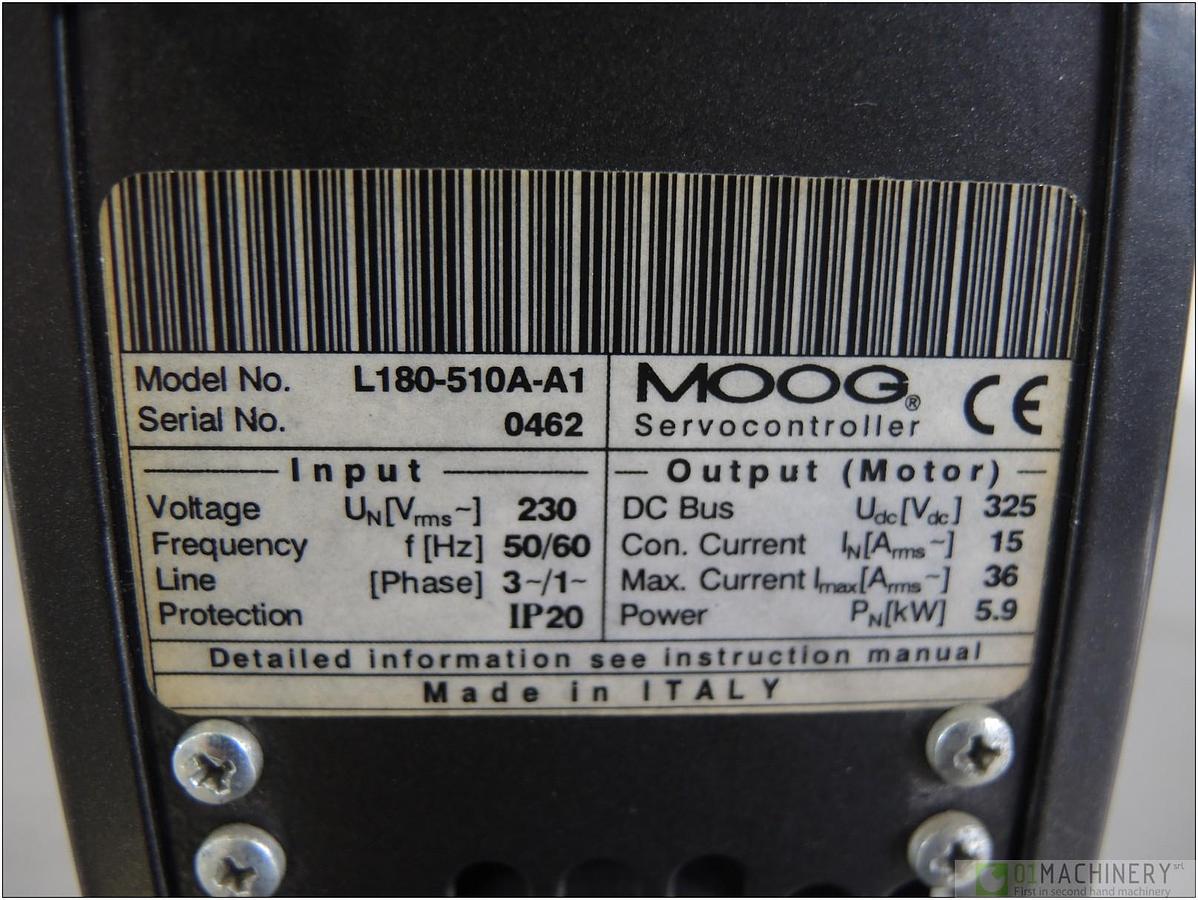 Model No. L180-510A-A1
Serial No. 0462
MOOG®
Servocontroller
CE
Input
Voltage UN[Vrms~] 230
Frequency f [Hz] 50/60
Line [Phase] 3~/1~
Protection IP20
Output (Motor)
DC Bus Udc[Vdc] 325
Con. Current IN[Arms~] 15
Max. Current Imax[Arms~] 36
Power PN[kW] 5.9
Detailed information see instruction manual
Made in ITALY
01MACHINERY srl
First in second hand machinery